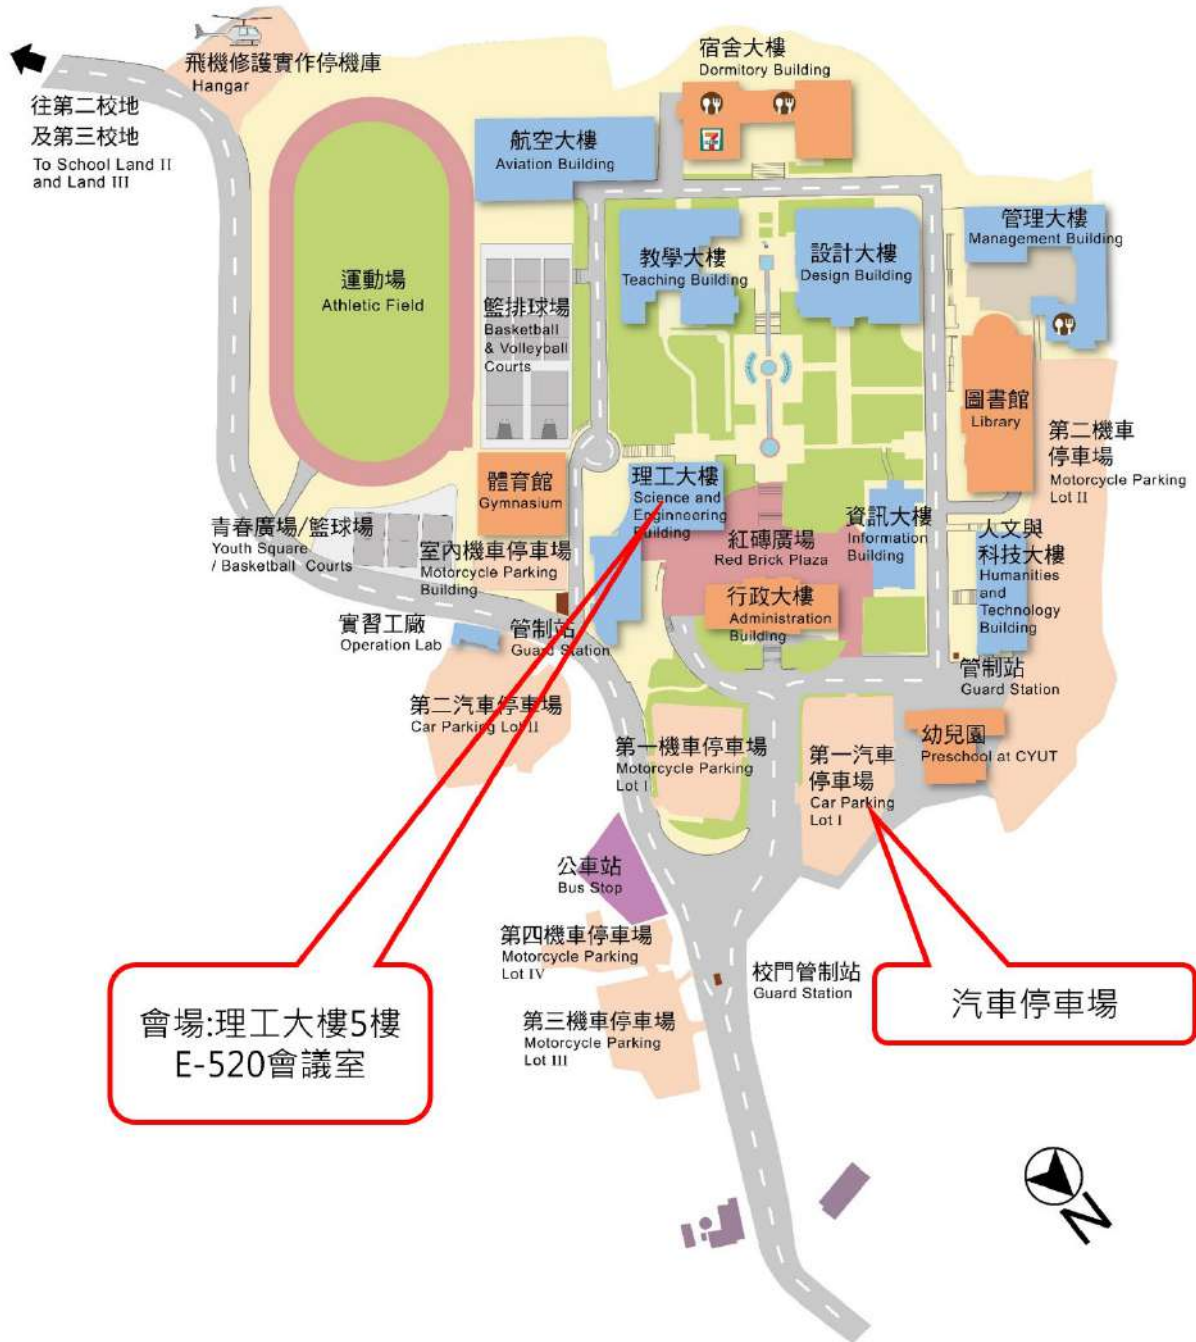 飛機修護實作停機庫
Hangar
往第二校地
及第三校地
To School Land II
and Land III
宿舍大樓
Dormitory Building
7
航空大樓
Aviation Building
管理大樓
Management Building
教學大樓
Teaching Building
設計大樓
Design Building
運動場
Athletic Field
籃排球場
Basketball
& Volleyball
Courts
圖書館
Library
第二機車
停車場
Motorcycle Parking
Lot II
體育館
Gymnasium
理工大樓
Science and
Enginneering
Building
青春廣場/籃球場
Youth Square
/ Basketball Courts
室內機車停車場
Motorcycle Parking
Building
紅磚廣場
Red Brick Plaza
資訊大樓
Information
Building
人文與
科技大樓
Humanities
and
Technology
Building
行政大樓
Administration
Building
實習工廠
Operation Lab
管制站
Guard Station
管制站
Guard Station
第二汽車停車場
Car Parking Lot II
第一機車停車場
Motorcycle Parking
Lot I
第一汽車
停車場
Car Parking
Lot I
幼兒園
Preschool at CYUT
公車站
Bus Stop
第四機車停車場
Motorcycle Parking
Lot IV
校門管制站
Guard Station
第三機車停車場
Motorcycle Parking
Lot III
會場:理工大樓5樓
E-520會議室
汽車停車場
N